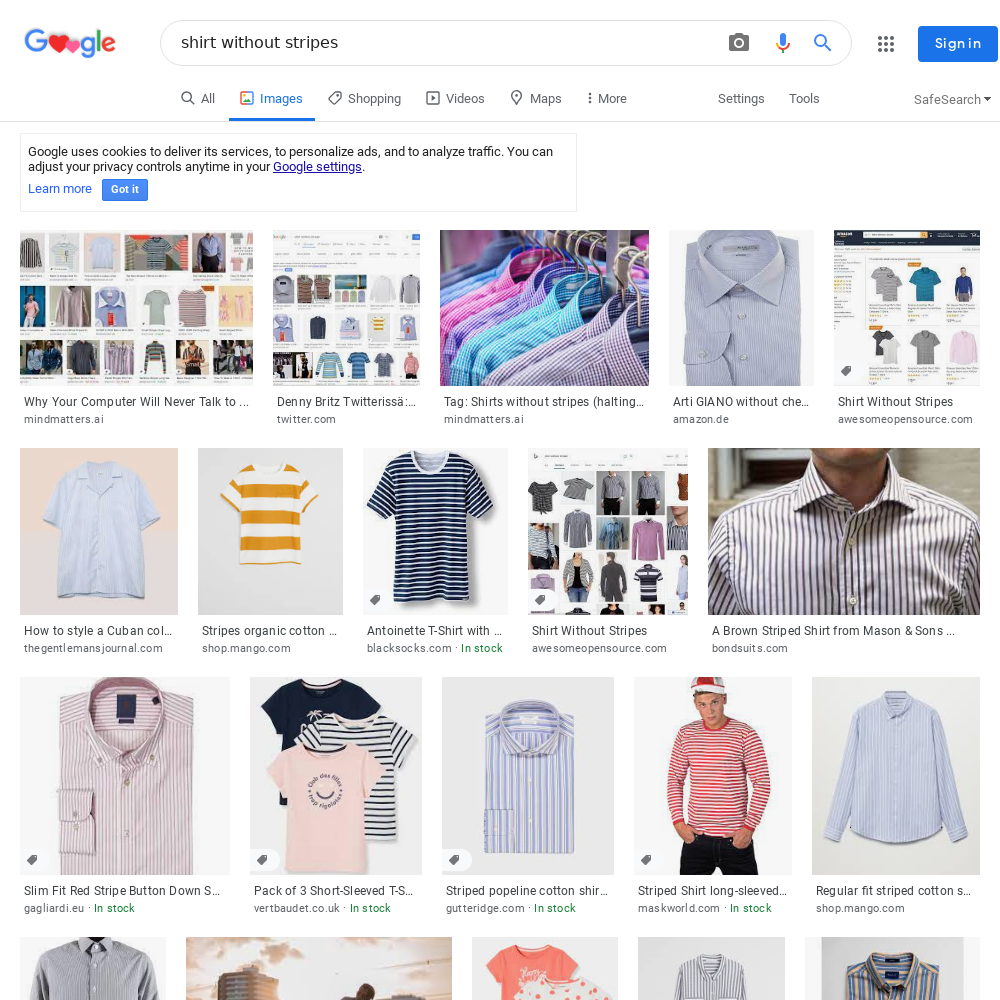 Google
shirt without stripes
Sign in
All
Images
Shopping
Videos
Maps
More
Settings
Tools
SafeSearch
Google uses cookies to deliver its services, to personalize ads, and to analyze traffic. You can
adjust your privacy controls anytime in your Google settings.
Learn more
Got it
Why Your Computer Will Never Talk to ...
mindmatters.ai
Denny Britz Twitterissä:...
twitter.com
Tag: Shirts without stripes (halting...
mindmatters.ai
Arti GIANO without che...
amazon.de
Shirt Without Stripes
awesomeopensource.com
How to style a Cuban col...
thegentlemansjournal.com
Stripes organic cotton ...
shop.mango.com
Antoinette T-Shirt with ...
blacksocks.com · In stock
Shirt Without Stripes
awesomeopensource.com
A Brown Striped Shirt from Mason & Sons ...
bondsuits.com
Club des filles
trop rigolotes
Slim Fit Red Stripe Button Down S...
gagliardi.eu · In stock
Pack of 3 Short-Sleeved T-S...
vertbaudet.co.uk · In stock
Striped popeline cotton shir...
gutteridge.com · In stock
Striped Shirt long-sleeved...
maskworld.com · In stock
Regular fit striped cotton s...
shop.mango.com